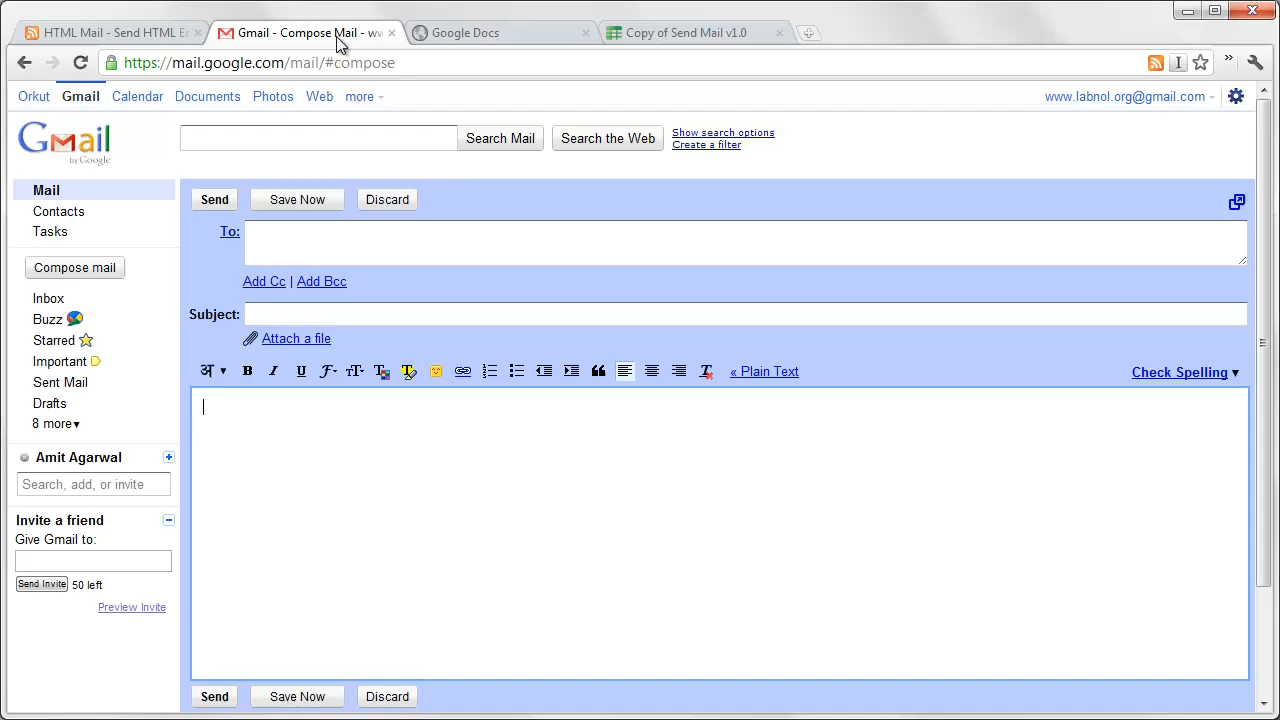 HTML Mail - Send HTML E
Gmail - Compose Mail - ww
Google Docs
Copy of Send Mail v1.0
https://mail.google.com/mail/#compose
Orkut Gmail Calendar Documents Photos Web more
www.labnol.org@gmail.com
Gmail
by Google
Search Mail
Search the Web
Show search options
Create a filter
Mail
Contacts
Tasks
Compose mail
Inbox
Buzz
Starred
Important
Sent Mail
Drafts
8 more▾
Amit Agarwal
Search, add, or invite
Invite a friend
Give Gmail to:
Send Invite 50 left
Preview Invite
Send Save Now Discard
To:
Add Cc | Add Bcc
Subject:
Attach a file
अ ▾ B I U F T T T « Plain Text Check Spelling ▾
Send Save Now Discard